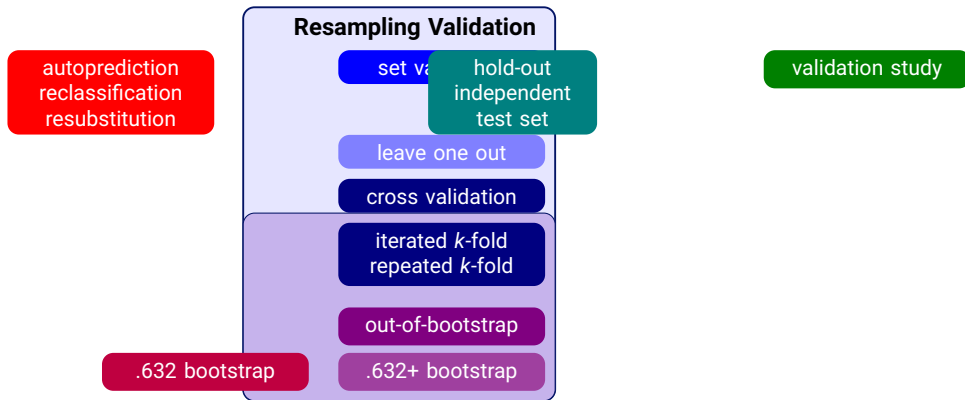 Resampling Validation
autoprediction
reclassification
resubstitution
set
hold-out
independent
test set
validation study
leave one out
cross validation
iterated k-fold
repeated k-fold
out-of-bootstrap
.632 bootstrap
.632+ bootstrap